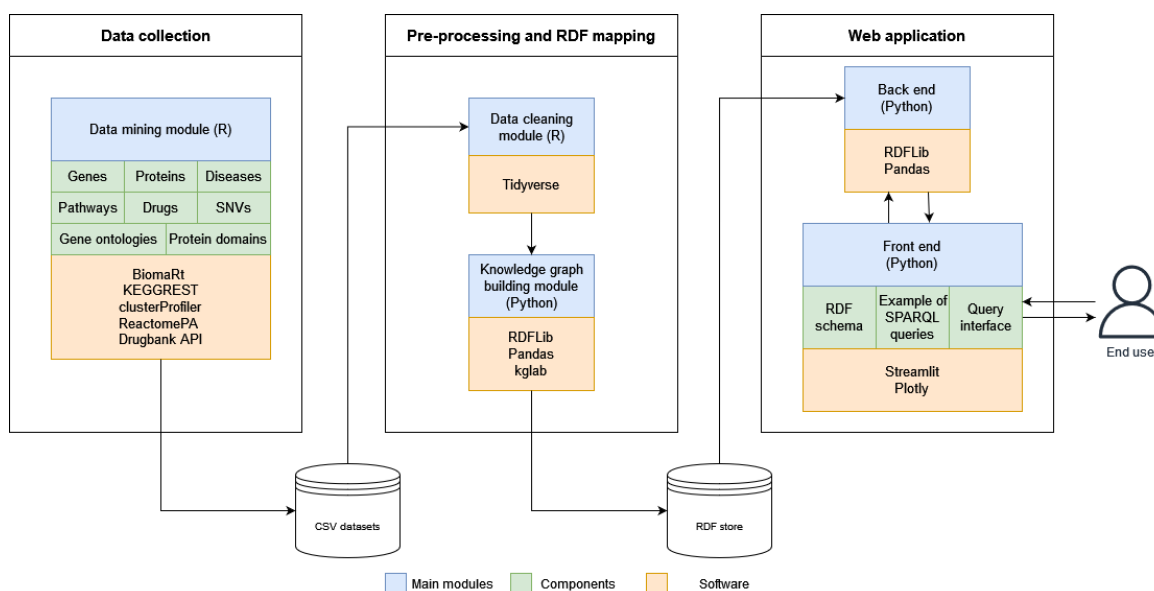 Data collection
Data mining module (R)
Genes
Proteins
Diseases
Pathways
Drugs
SNVs
Gene ontologies
Protein domains
BiomaRt
KEGGREST
clusterProfiler
ReactomePA
Drugbank API
CSV datasets
Pre-processing and RDF mapping
Data cleaning
module (R)
Tidyverse
Knowledge graph
building module
(Python)
RDFLib
Pandas
kglab
RDF store
Web application
Back end
(Python)
RDFLib
Pandas
Front end
(Python)
RDF
schema
Example of
SPARQL
queries
Query
interface
Streamlit
Plotly
End use
Main modules
Components
Software